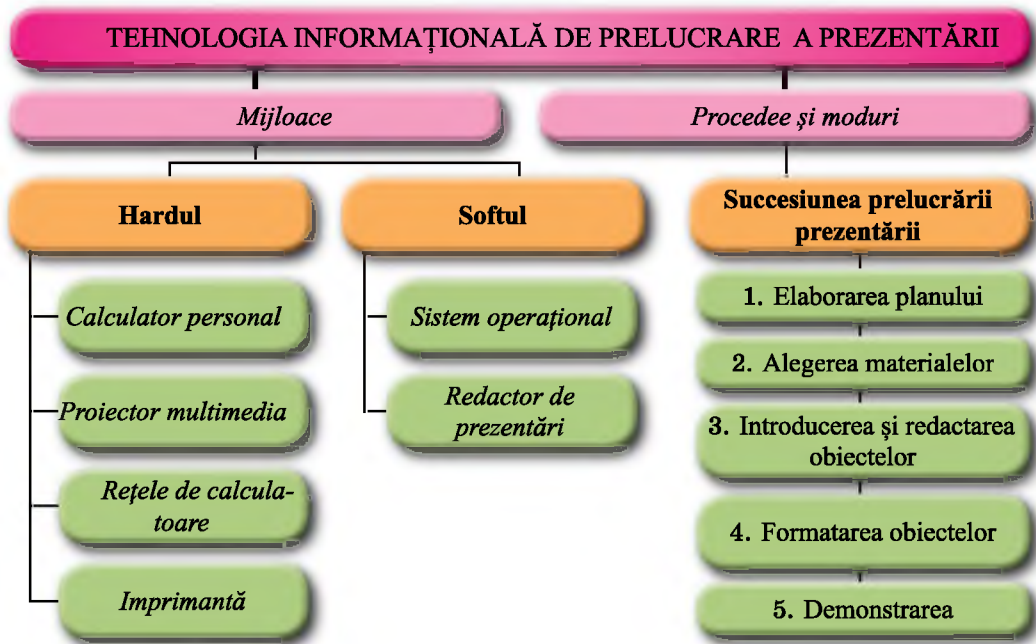 TEHNOLOGIA INFORMAȚIONALĂ DE PRELUCRARE A PREZENTĂRII
Mijloace
Procedee și moduri
Hardul
Softul
Succesiunea prelucrării
prezentării
Calculator personal
Proiector multimedia
Rețele de calcula-
toare
Imprimantă
Sistem operațional
Redactor de
prezentări
1. Elaborarea planului
2. Alegerea materialelor
3. Introducerea și redactarea
obiectelor
4. Formatarea obiectelor
5. Demonstrarea